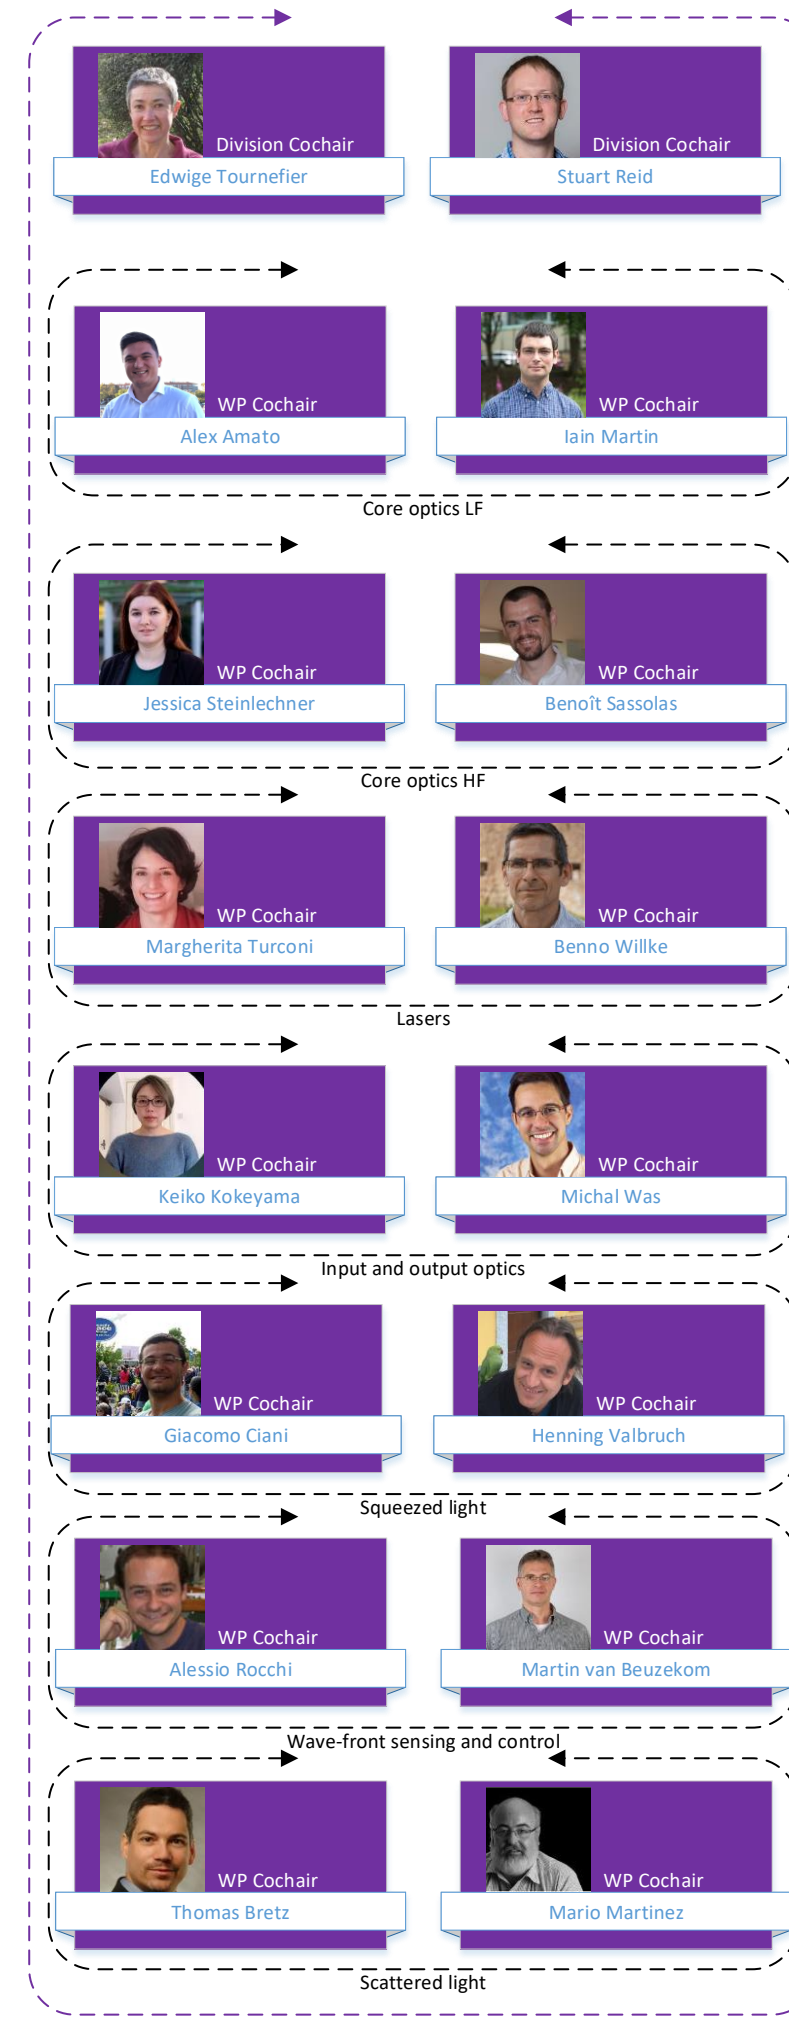 Division Cochair
Edwige Tournefier
Division Cochair
Stuart Reid
WP Cochair
Alex Amato
WP Cochair
Iain Martin
Core optics LF
WP Cochair
Jessica Steinlechner
WP Cochair
Benoît Sassolas
Core optics HF
WP Cochair
Margherita Turconi
WP Cochair
Benno Willke
Lasers
WP Cochair
Keiko Kokeyama
WP Cochair
Michal Was
Input and output optics
WP Cochair
Giacomo Ciani
WP Cochair
Henning Valbruch
Squeezed light
WP Cochair
Alessio Rocchi
WP Cochair
Martin van Beuzekom
Wave-front sensing and control
WP Cochair
Thomas Bretz
WP Cochair
Mario Martinez
Scattered light